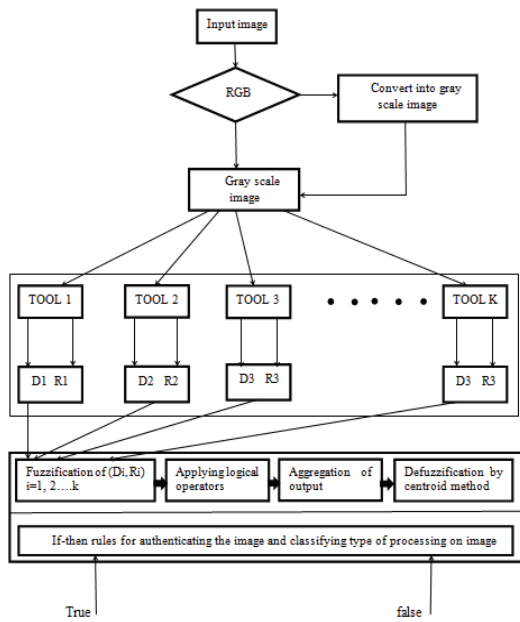 Input image
RGB
Convert into gray
scale image
Gray scale
image
TOOL 1
TOOL 2
TOOL 3
TOOL K
D1 R1
D2 R2
D3 R3
D3 R3
Fuzzification of (Di, Ri)
i=1, 2....k
Applying logical
operators
Aggregation of
output
Defuzzification by
centroid method
If-then rules for authenticating the image and classifying type of processing on image
True
false